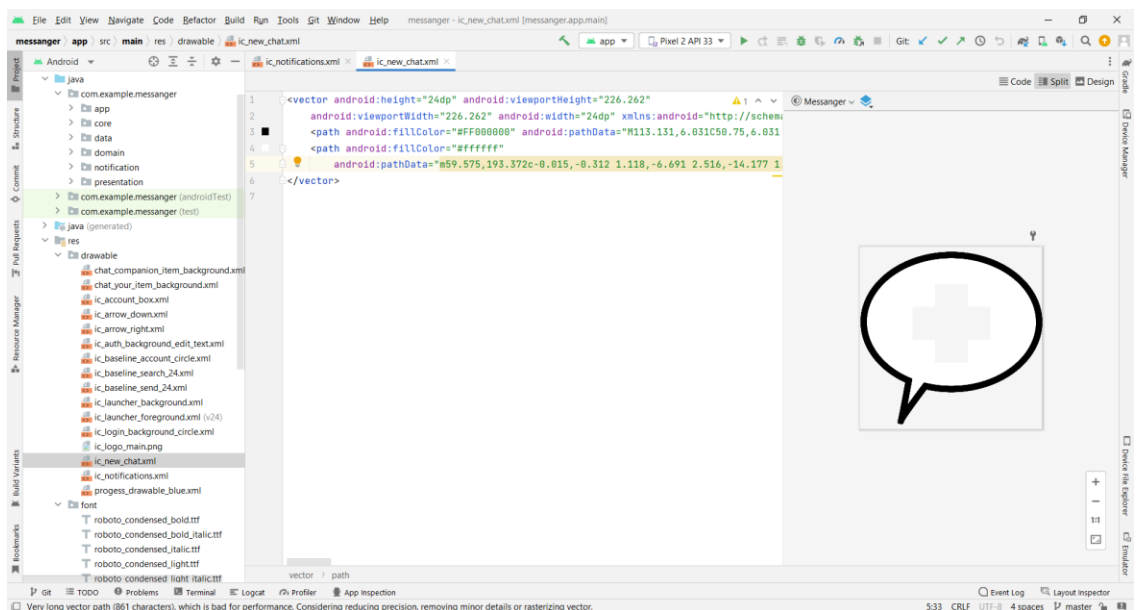 File Edit View Navigate Code Refactor Build Run Tools Git Window Help messanger - ic_new_chat.xml [messanger.app.main]
messanger app src main res drawable ic_new_chat.xml
app Pixel 2 API 33 Git:
Android
ic_notifications.xml ic_new_chat.xml
Code Split Design
Project
Structure
Commit
Pull Requests
Resource Manager
Build Variants
Bookmarks
java
com.example.messanger
app
core
data
domain
notification
presentation
com.example.messanger (androidTest)
com.example.messanger (test)
java (generated)
res
drawable
chat_companion_item_background.xml
chat_your_item_background.xml
ic_account_box.xml
ic_arrow_down.xml
ic_arrow_right.xml
ic_auth_background_edit_text.xml
ic_baseline_account_circle.xml
ic_baseline_search_24.xml
ic_baseline_send_24.xml
ic_launcher_background.xml
ic_launcher_foreground.xml (v24)
ic_login_background_circle.xml
ic_logo_main.png
ic_new_chat.xml
ic_notifications.xml
progess_drawable_blue.xml
font
roboto_condensed_bold.ttf
roboto_condensed_bold_italic.ttf
roboto_condensed_italic.ttf
roboto_condensed_light.ttf
roboto_condensed_light_italic.ttf
1 <vector android:height="24dp" android:viewportHeight="226.262"
2 android:viewportWidth="226.262" android:width="24dp" xmlns:android="http://schema
3 <path android:fillColor="#FF000000" android:pathData="M113.131,6.031C50.75,6.031
4 <path android:fillColor="#ffffff"
5 android:pathData="m59.575,193.372c-0.015,-0.312 1.118,-6.691 2.516,-14.177 1
6 </vector>
7
1
vector path
Messanger
1:1
Gradle
Device Manager
Device File Explorer
Emulator
Git TODO Problems Terminal Logcat Profiler App Inspection Event Log Layout Inspector
Very long vector path (861 characters), which is bad for performance. Considering reducing precision, removing minor details or rasterizing vector. 5:33 CRLF UTF-8 4 spaces master